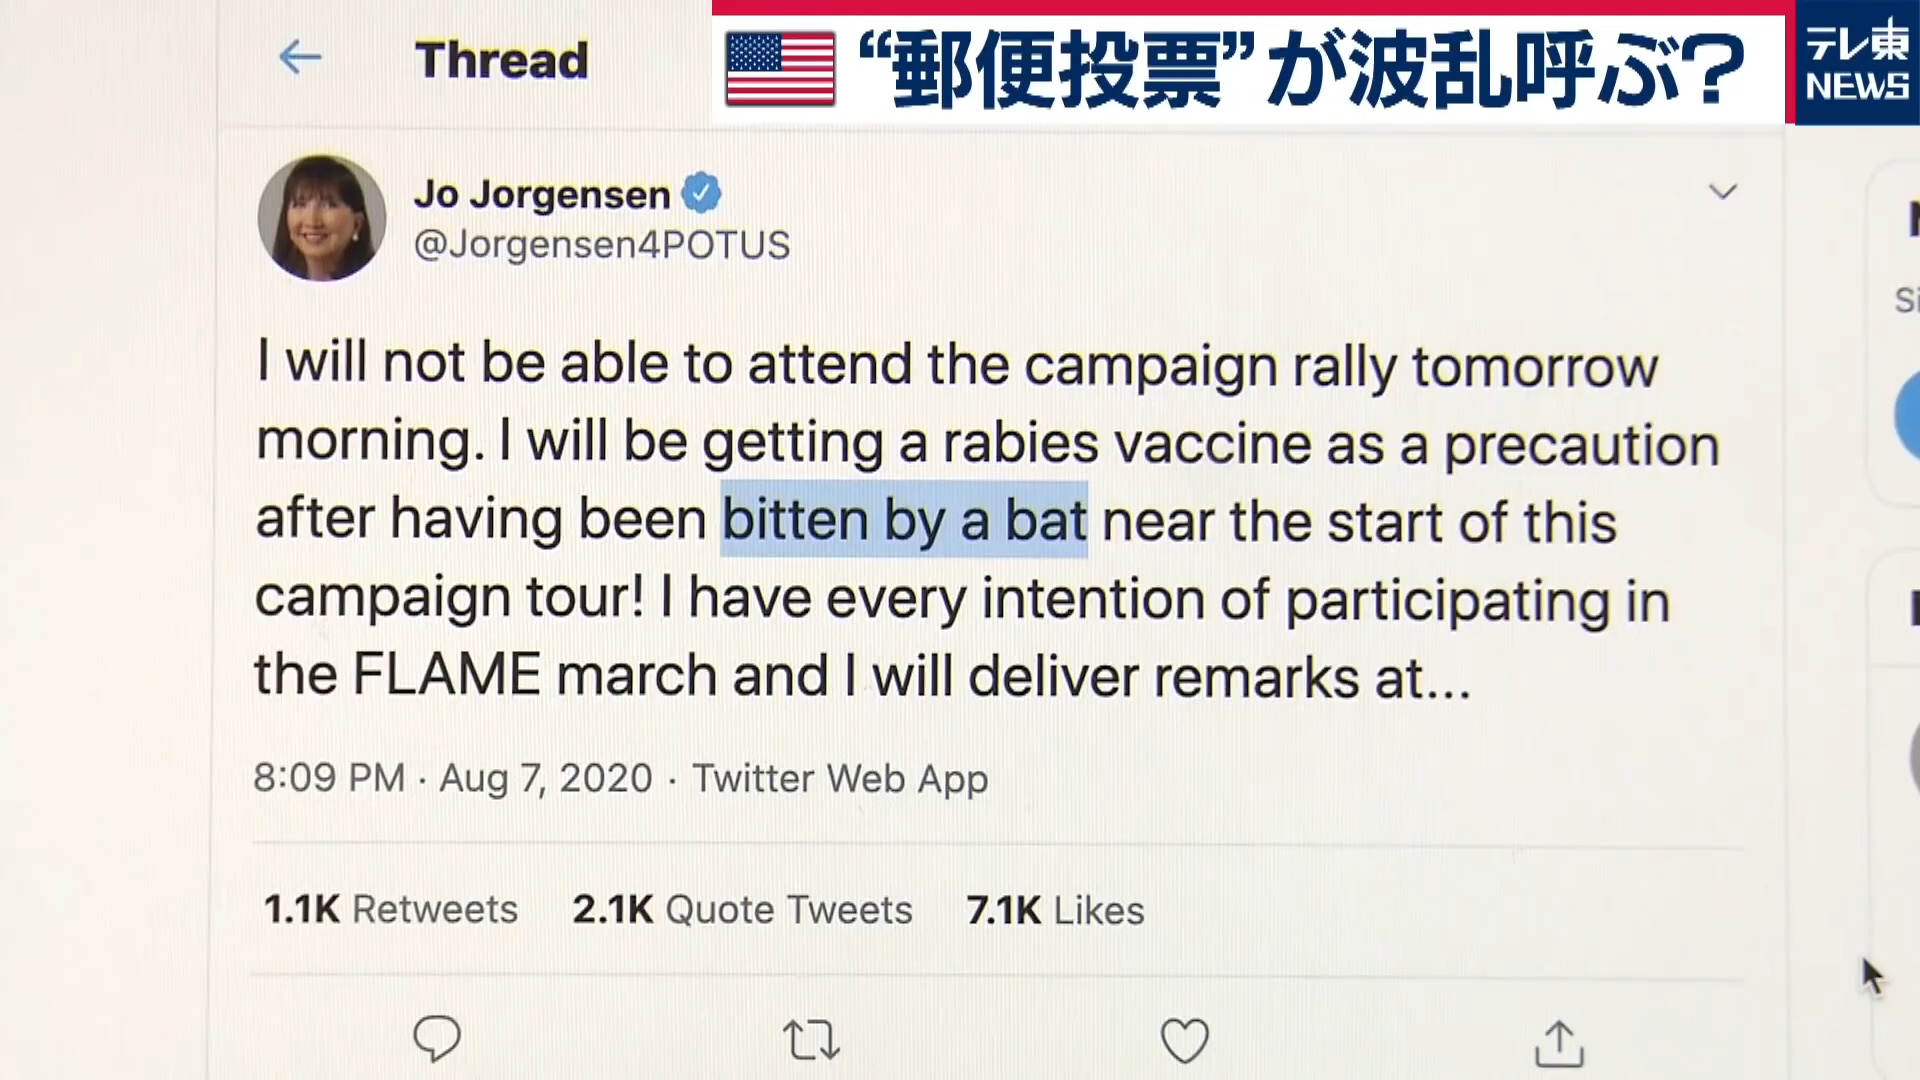 Thread
“郵便投票”が波乱呼ぶ?
テレ東
NEWS
Jo Jorgensen
@Jorgensen4POTUS
I will not be able to attend the campaign rally tomorrow
morning. I will be getting a rabies vaccine as a precaution
after having been bitten by a bat near the start of this
campaign tour! I have every intention of participating in
the FLAME march and I will deliver remarks at...
8:09 PM · Aug 7, 2020 · Twitter Web App
1.1K Retweets 2.1K Quote Tweets 7.1K Likes